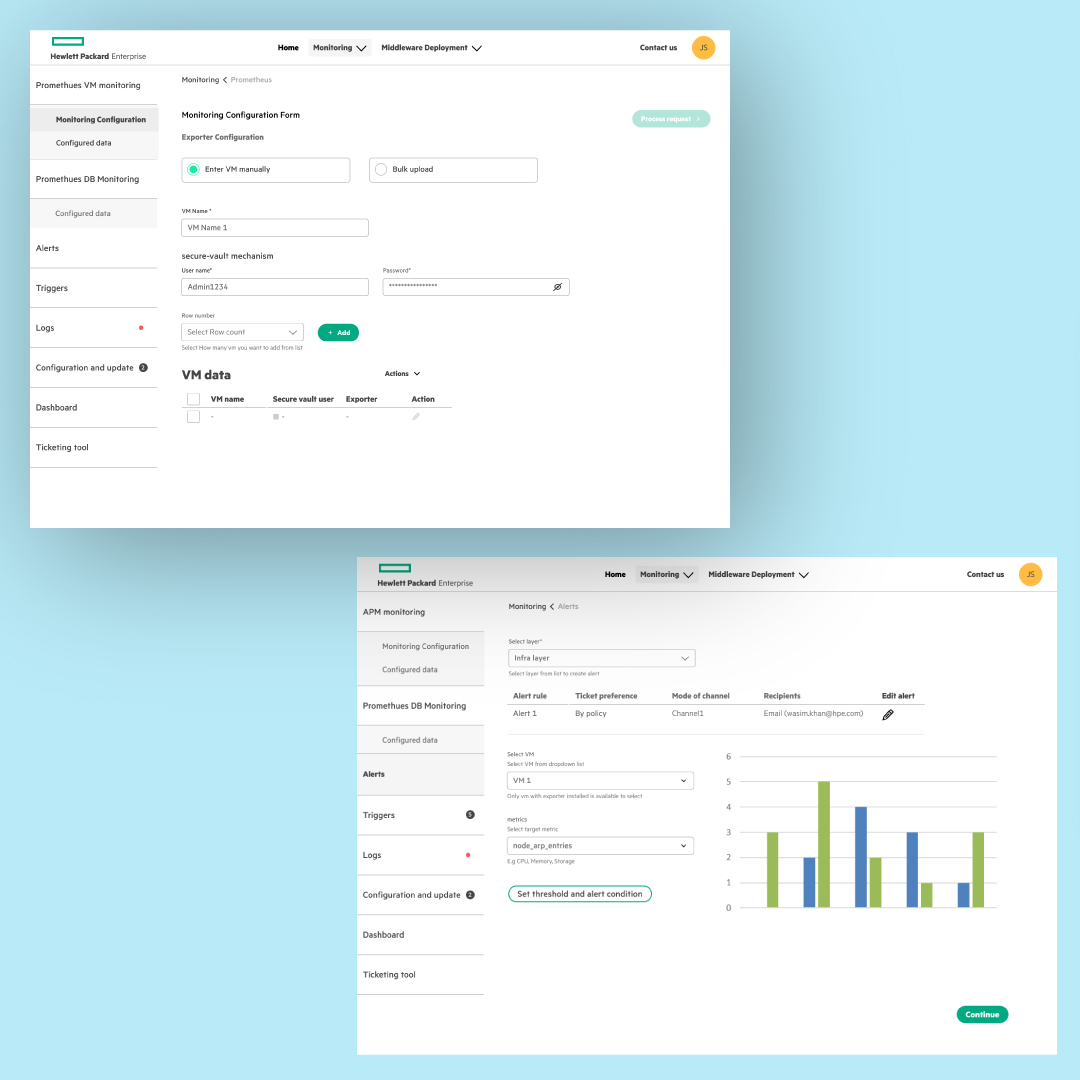 Hewlett Packard Enterprise
Home Monitoring Middleware Deployment Contact us JS
Promethues VM monitoring
Monitoring Configuration
Configured data
Promethues DB Monitoring
Configured data
Alerts
Triggers
Logs
Configuration and update 2
Dashboard
Ticketing tool
Monitoring < Prometheus
Monitoring Configuration Form
Process request >
Exporter Configuration
Enter VM manually Bulk upload
VM Name *
VM Name 1
secure-vault mechanism
User name* Password*
Admin1234 ****************
Row number
Select Row count + Add
Select How many vm you want to add from list
VM data Actions
VM name Secure vault user Exporter Action
- - -
Hewlett Packard Enterprise
Home Monitoring Middleware Deployment Contact us JS
APM monitoring
Monitoring Configuration
Configured data
Promethues DB Monitoring
Configured data
Alerts
Triggers 5
Logs
Configuration and update 2
Dashboard
Ticketing tool
Monitoring < Alerts
Select layer*
Infra layer
Select layer from list to create alert
Alert rule Ticket preference Mode of channel Recipients Edit alert
Alert 1 By policy Channel1 Email (wasim.khan@hpe.com)
Select VM
Select VM from dropdown list
VM 1
Only vm with exporter installed is available to select
metrics
Select target metric
node_arp_entries
E.g CPU, Memory, Storage
Set threshold and alert condition
6
5
4
3
2
1
0
Continue